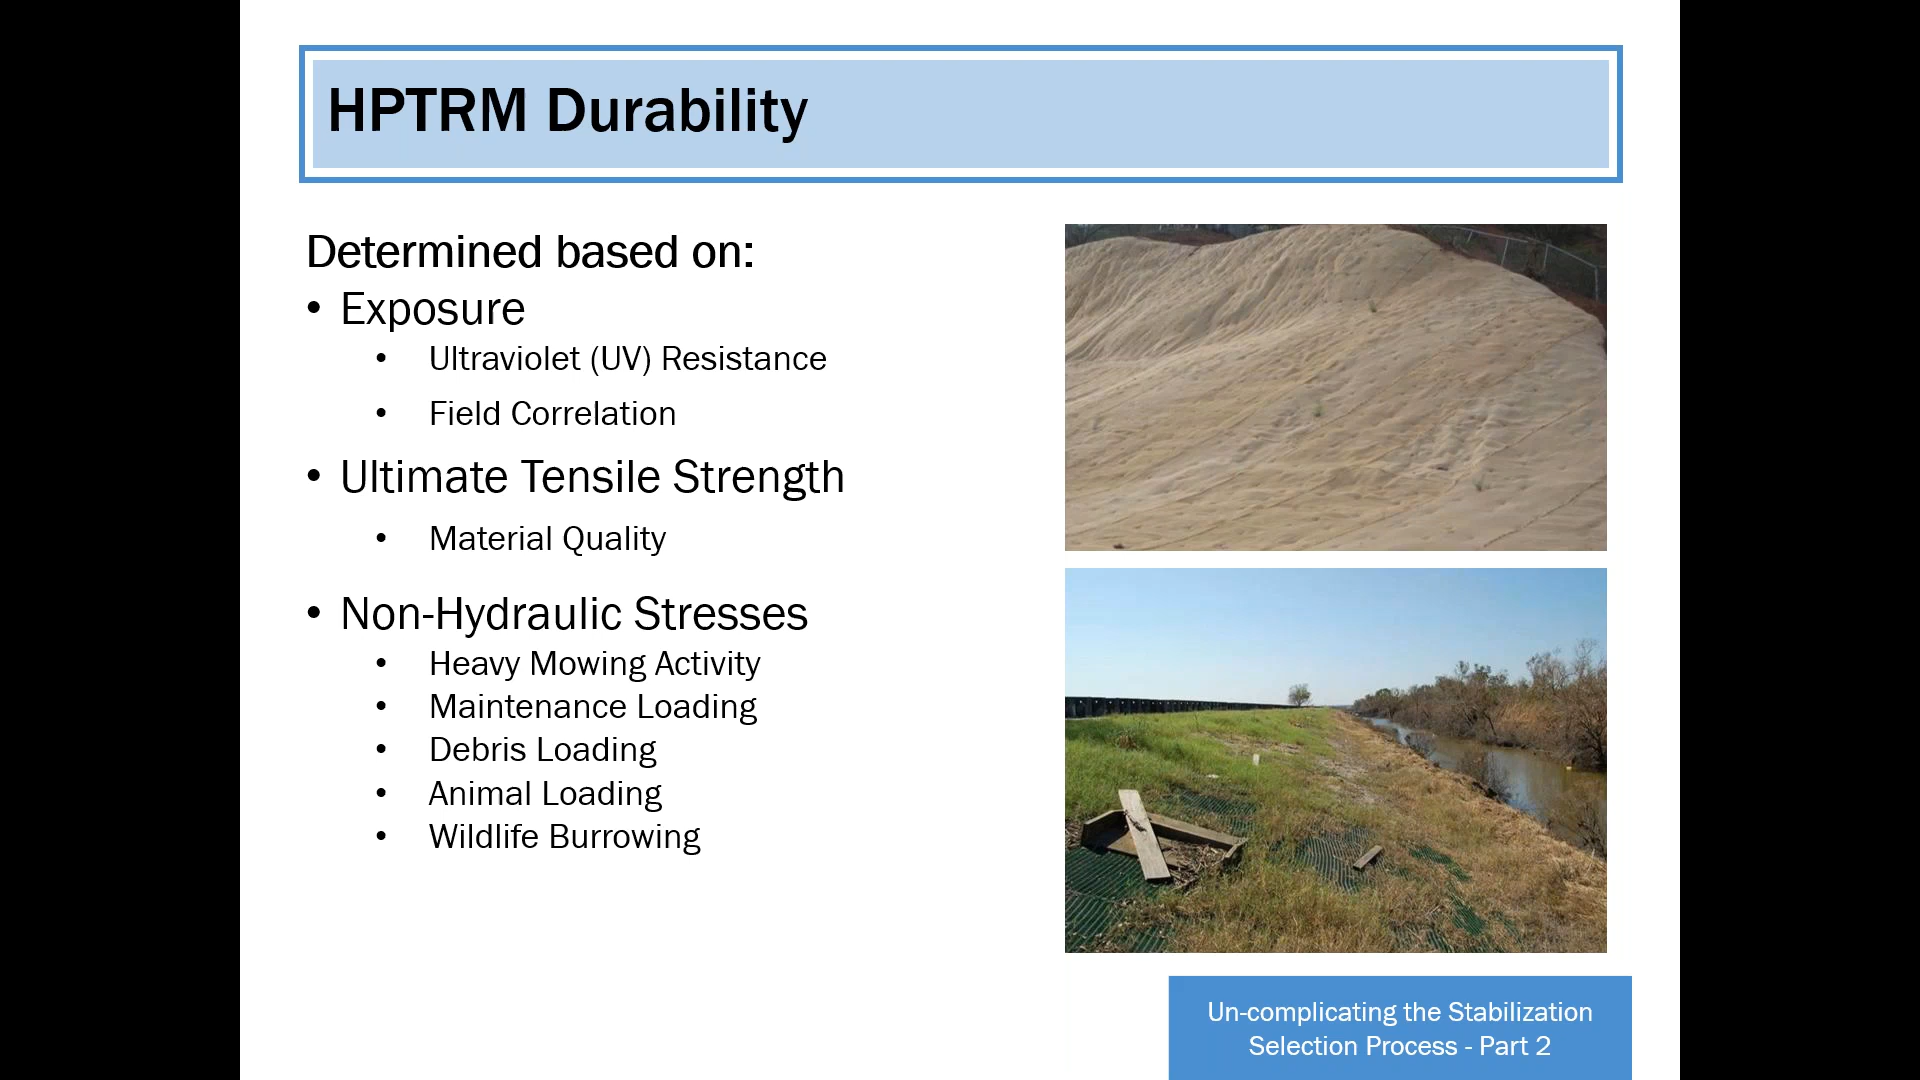 HPTRM Durability
Determined based on:
• Exposure
• Ultraviolet (UV) Resistance
• Field Correlation
• Ultimate Tensile Strength
• Material Quality
• Non-Hydraulic Stresses
• Heavy Mowing Activity
• Maintenance Loading
• Debris Loading
• Animal Loading
• Wildlife Burrowing
Un-complicating the Stabilization
Selection Process - Part 2